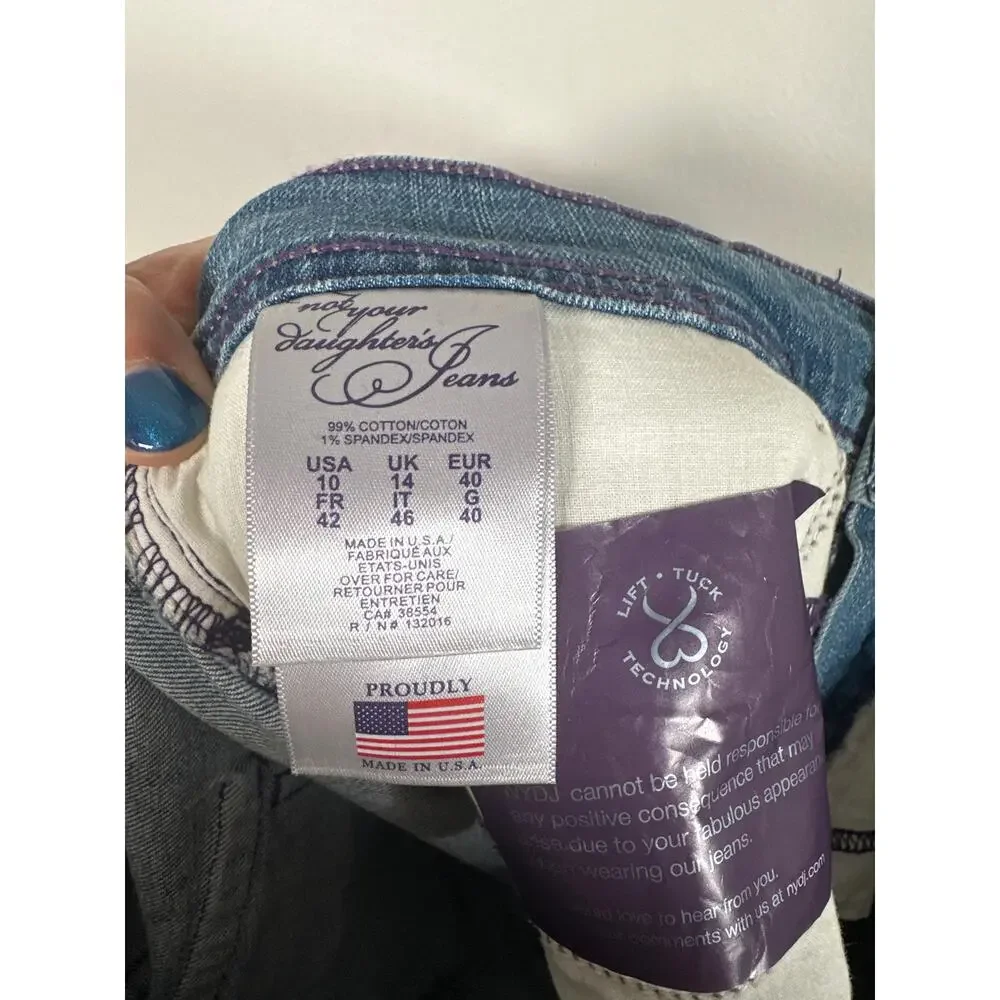 not your
daughter's
Jeans
99% COTTON/COTON
1% SPANDEX/SPANDEX
USA UK EUR
10 14 40
FR IT G
42 46 40
MADE IN U.S.A./
FABRIQUÉ AUX
ETATS-UNIS
OVER FOR CARE/
RETOURNER POUR
ENTRETIEN
CA# 38554
R / N# 132016
PROUDLY
MADE IN U.S.A
LIFT • TUCK
TECHNOLOGY
NYDJ cannot be held responsible
any positive consequence that may
due to your fabulous
wearing our jeans.
love to hear from you.
comments with us at nydj.com